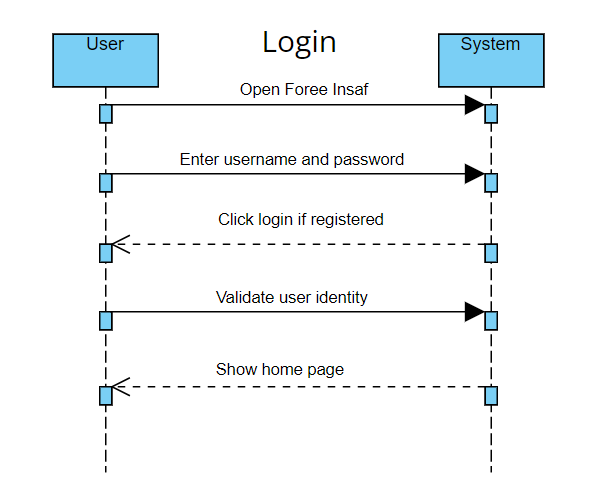 Login
User
System
Open Foree Insaf
Enter username and password
Click login if registered
Validate user identity
Show home page